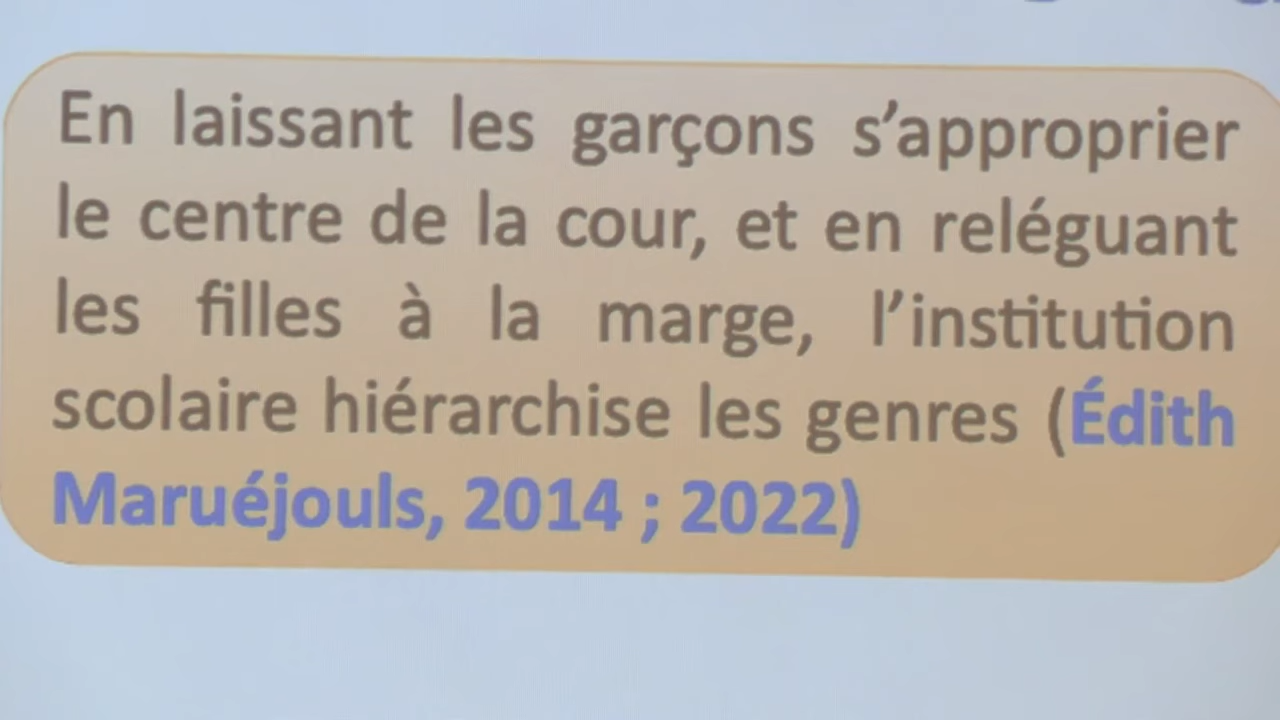 En laissant les garçons s’approprier
le centre de la cour, et en reléguant
les filles à la marge, l’institution
scolaire hiérarchise les genres (Édith
Maruéjouls, 2014 ; 2022)